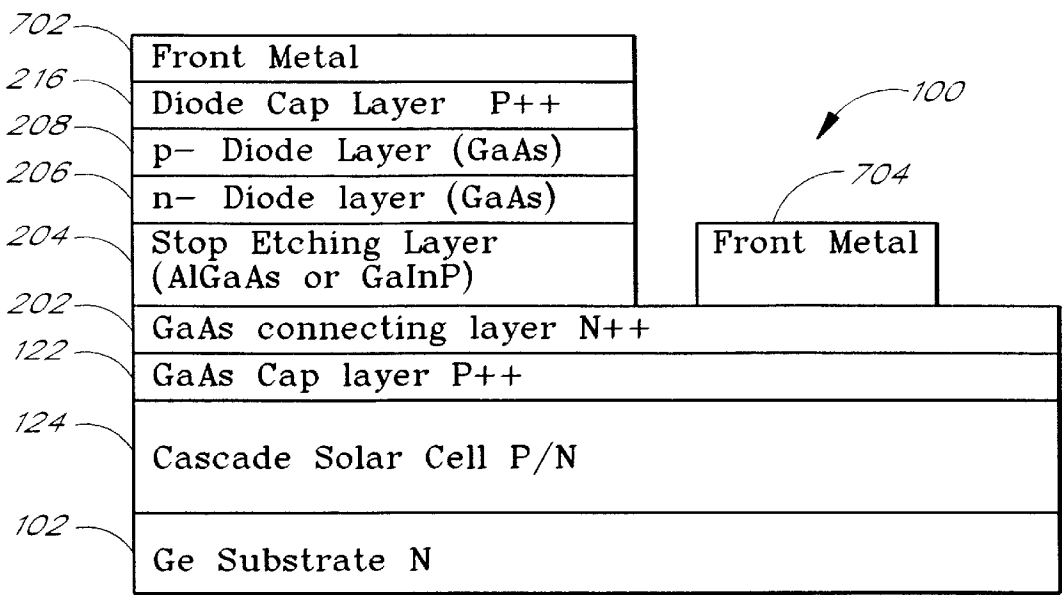 702
Front Metal
216
Diode Cap Layer P++
100
208
p- Diode Layer (GaAs)
206
n- Diode layer (GaAs)
704
204
Stop Etching Layer
(AlGaAs or GaInP)
Front Metal
202
GaAs connecting layer N++
122
GaAs Cap layer P++
124
Cascade Solar Cell P/N
102
Ge Substrate N